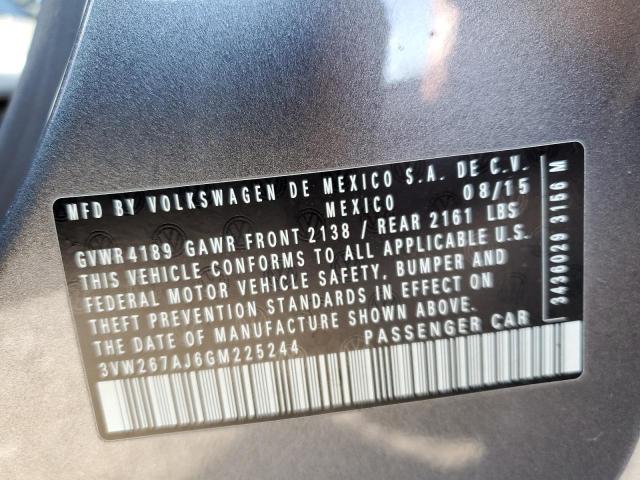 MFD BY VOLKSWAGEN DE MEXICO S.A. DE C.V.
MEXICO 08/15
GVWR 4189 GAWR FRONT 2138 / REAR 2161 LBS
THIS VEHICLE CONFORMS TO ALL APPLICABLE U.S.
FEDERAL MOTOR VEHICLE SAFETY, BUMPER AND
THEFT PREVENTION STANDARDS IN EFFECT ON
THE DATE OF MANUFACTURE SHOWN ABOVE.
3VW267AJ6GM225244 PASSENGER CAR
3436029 3156 M